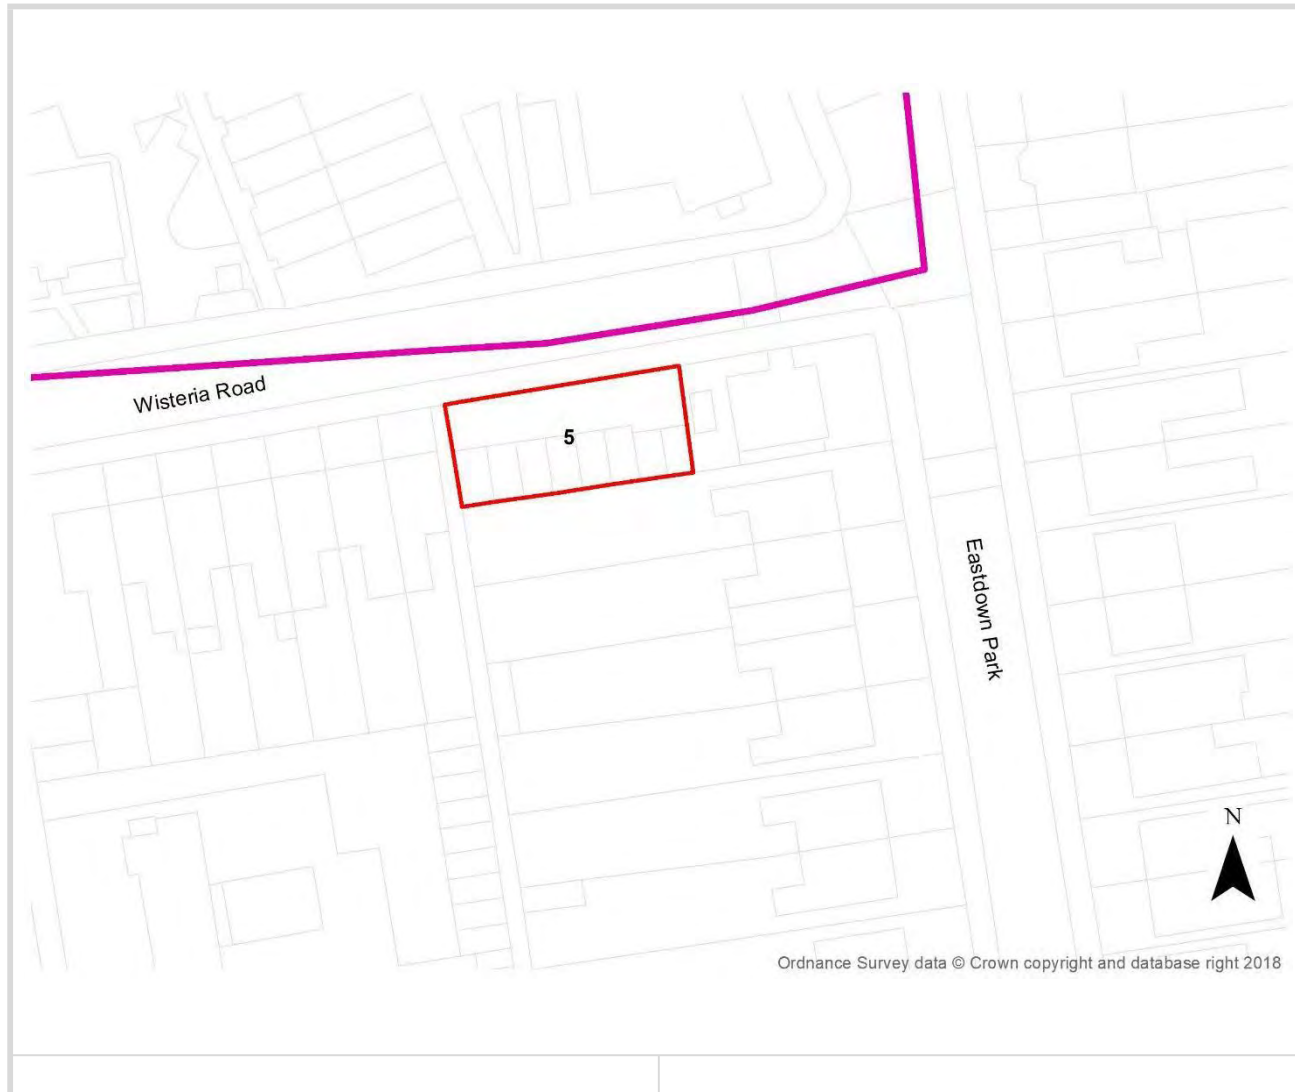 Wisteria Road
5
Eastdown Park
N
Ordnance Survey data © Crown copyright and database right 2018